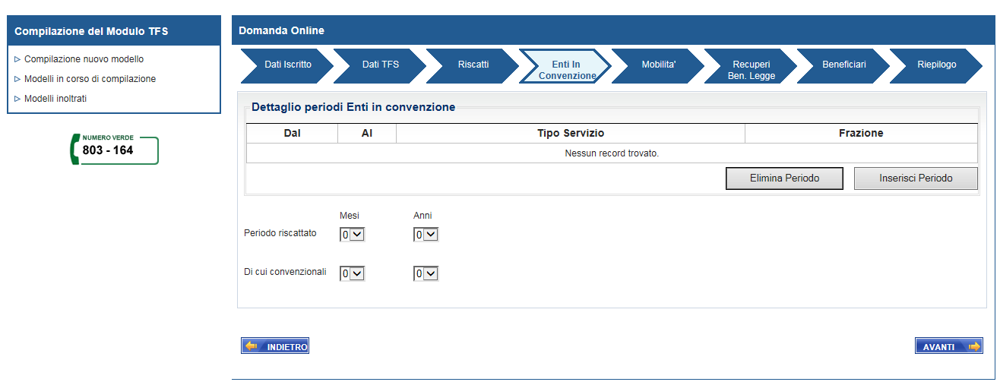 Compilazione del Modulo TFS
Compilazione nuovo modello
Modelli in corso di compilazione
Modelli inoltrati
NUMERO VERDE
803 - 164
Domanda Online
Dati Iscritto
Dati TFS
Riscatti
Enti In
Convenzione
Mobilita'
Recuperi
Ben. Legge
Beneficiari
Riepilogo
Dettaglio periodi Enti in convenzione
Dal Al Tipo Servizio Frazione
Nessun record trovato.
Elimina Periodo Inserisci Periodo
Mesi Anni
Periodo riscattato 0 0
Di cui convenzionali 0 0
INDIETRO AVANTI